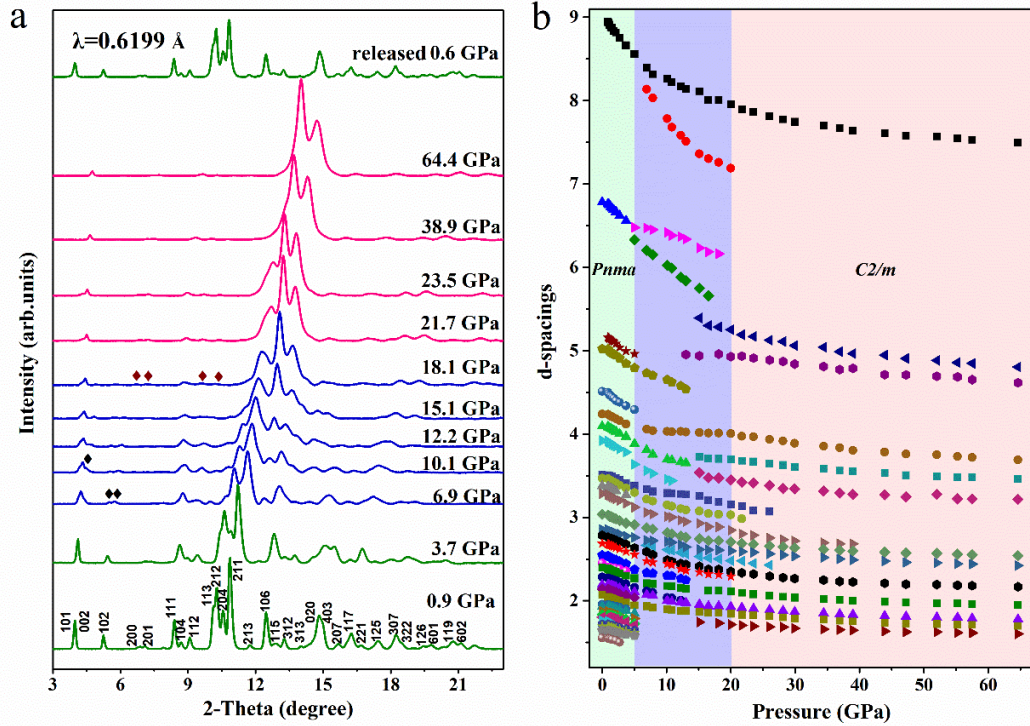 a
λ=0.6199 Å
released 0.6 GPa
64.4 GPa
38.9 GPa
23.5 GPa
21.7 GPa
18.1 GPa
15.1 GPa
12.2 GPa
10.1 GPa
6.9 GPa
3.7 GPa
0.9 GPa
101
002
102
200
201
111
104
112
113
212
204
211
213
106
115
312
313
020
403
207
117
221
125
307
322
126
601
119
602
3 6 9 12 15 18 21
2-Theta (degree)
Intensity (arb.units)
b
9
8
7
6
5
4
3
2
d-spacings
Pnma
C2/m
0 5 10 15 20 30 40 50 60
Pressure (GPa)